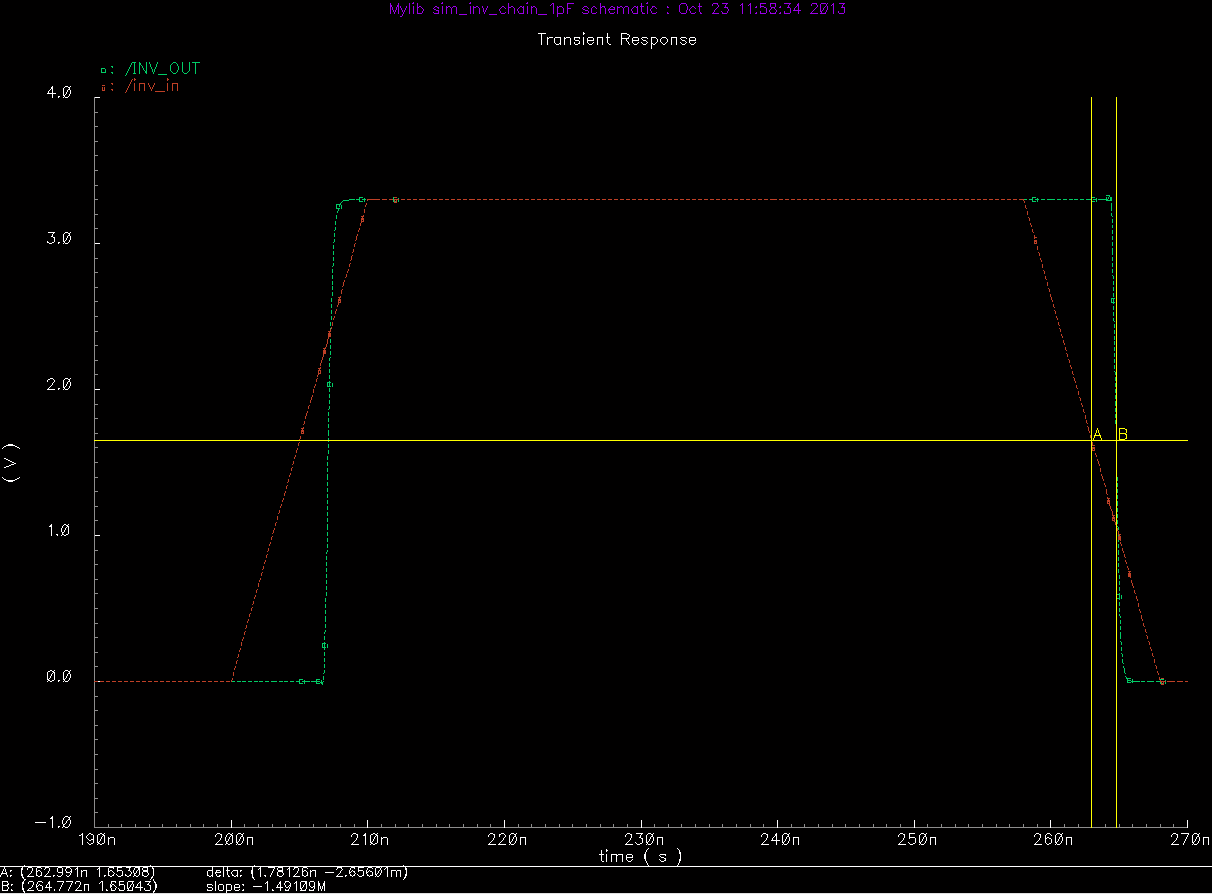 Mylib sim_inv_chain_1pF schematic : Oct 23 11:58:34 2013
Transient Response
: /INV_OUT
: /inv_in
4.0
3.0
2.0
1.0
0.0
-1.0
( V )
A
B
190n 200n 210n 220n 230n 240n 250n 260n 270n
time ( s )
A: (262.991n 1.65308) delta: (1.78126n -2.65601m)
B: (264.772n 1.65043) slope: -1.49109M